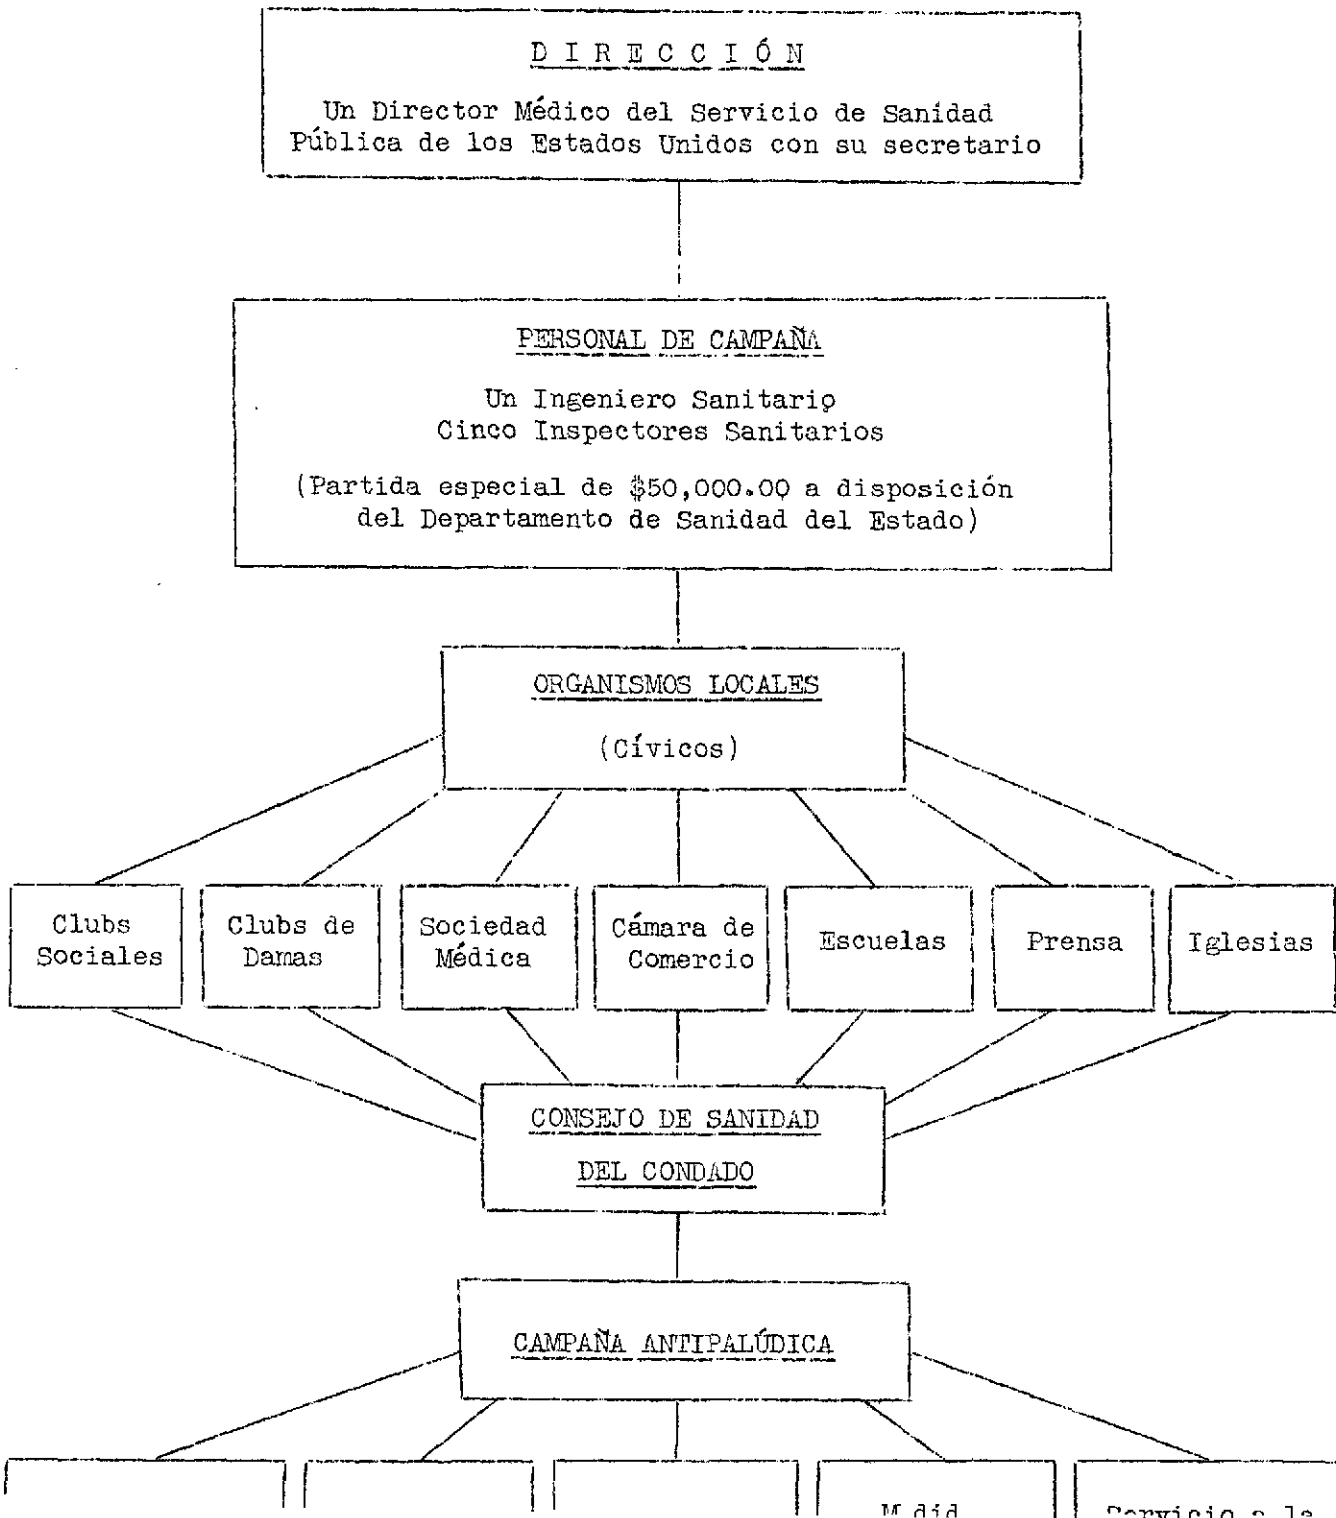 DIRECCIÓN
Un Director Médico del Servicio de Sanidad
Pública de los Estados Unidos con su secretario
PERSONAL DE CAMPAÑA
Un Ingeniero Sanitario
Cinco Inspectores Sanitarios
(Partida especial de $50,000.00 a disposición
del Departamento de Sanidad del Estado)
ORGANISMOS LOCALES
(Cívicos)
Clubs
Sociales
Clubs de
Damas
Sociedad
Médica
Cámara de
Comercio
Escuelas
Prensa
Iglesias
CONSEJO DE SANIDAD
DEL CONDADO
CAMPAÑA ANTIPALÚDICA
Servicio a la